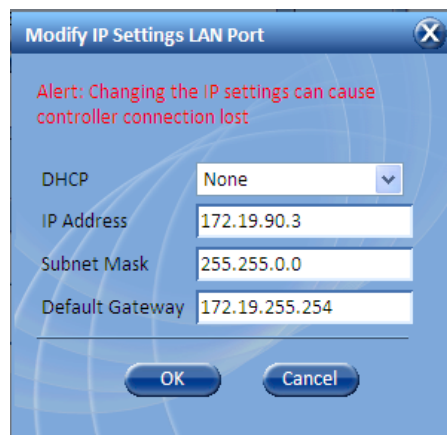 Modify IP Settings LAN Port
X
Alert: Changing the IP settings can cause
controller connection lost
DHCP None
IP Address 172.19.90.3
Subnet Mask 255.255.0.0
Default Gateway 172.19.255.254
OK Cancel